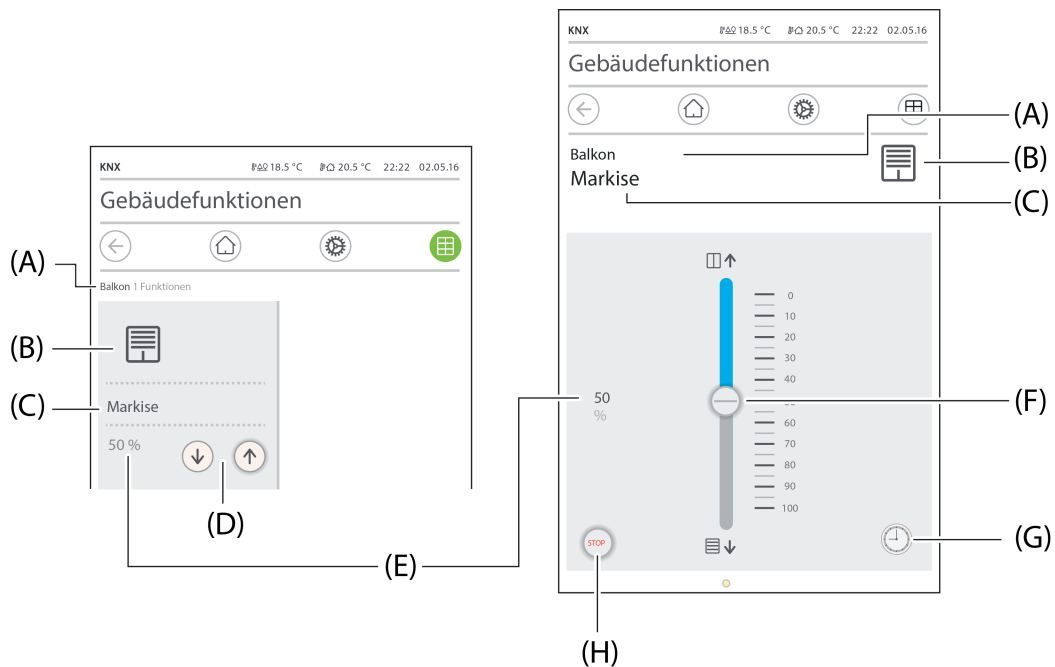 KNX 18.5 °C 20.5 °C 22:22 02.05.16
Gebäudefunktionen
(A)
Balkon 1 Funktionen
(B)
(C)
Markise
50 %
(D)
(E)
KNX 18.5 °C 20.5 °C 22:22 02.05.16
Gebäudefunktionen
(A)
Balkon
(B)
Markise
(C)
0
10
20
30
40
50
%
(F)
60
70
80
90
100
STOP
(G)
(H)